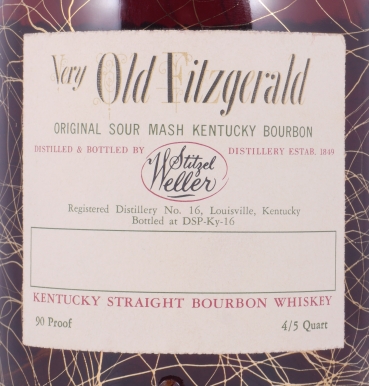 Very Old Fitzgerald
ORIGINAL SOUR MASH KENTUCKY BOURBON
DISTILLED & BOTTLED BY Stitzel Weller DISTILLERY ESTAB. 1849
Registered Distillery No. 16, Louisville, Kentucky
Bottled at DSP-Ky-16
KENTUCKY STRAIGHT BOURBON WHISKEY
90 Proof 4/5 Quart